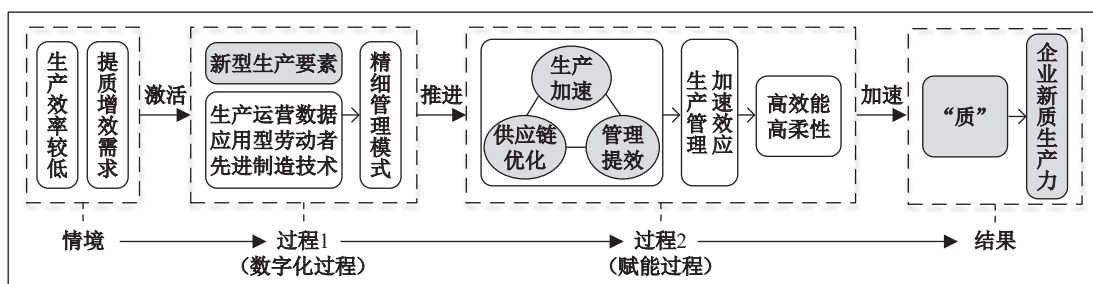 生产效率较低
提质增效需求
激活
新型生产要素
生产运营数据
应用型劳动者
先进制造技术
精细管理模式
推进
生产
加速
供应链
优化
管理
提效
生产管理
加速效应
高效能
高柔性
加速
“质”
企业新质生产力
情境
过程1
（数字化过程）
过程2
（赋能过程）
结果